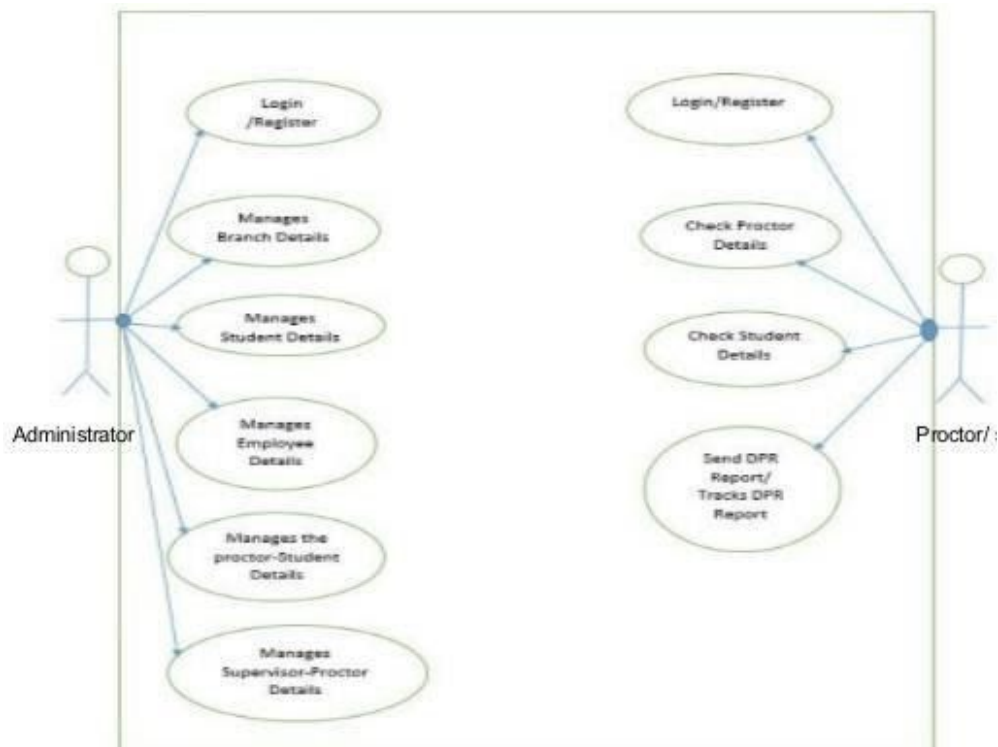 Login
/Register
Manages
Branch Details
Manages
Student Details
Manages
Employee
Details
Manages the
proctor-Student
Details
Manages
Supervisor-Proctor
Details
Administrator
Login/Register
Check Proctor
Details
Check Student
Details
Send DPR
Report/
Tracks DPR
Report
Proctor/